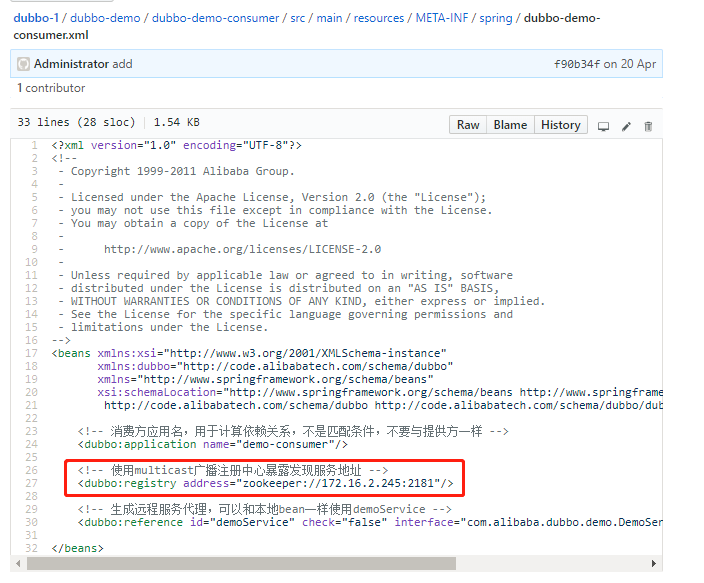 dubbo-1 / dubbo-demo / dubbo-demo-consumer / src / main / resources / META-INF / spring / dubbo-demo-
consumer.xml
Administrator add f90b34f on 20 Apr
1 contributor
33 lines (28 sloc) 1.54 KB Raw Blame History
1 <?xml version="1.0" encoding="UTF-8"?>
2 <!--
3 - Copyright 1999-2011 Alibaba Group.
4 -
5 - Licensed under the Apache License, Version 2.0 (the "License");
6 - you may not use this file except in compliance with the License.
7 - You may obtain a copy of the License at
8 -
9 - http://www.apache.org/licenses/LICENSE-2.0
10 -
11 - Unless required by applicable law or agreed to in writing, software
12 - distributed under the License is distributed on an "AS IS" BASIS,
13 - WITHOUT WARRANTIES OR CONDITIONS OF ANY KIND, either express or implied.
14 - See the License for the specific language governing permissions and
15 - limitations under the License.
16 -->
17 <beans xmlns:xsi="http://www.w3.org/2001/XMLSchema-instance"
18 xmlns:dubbo="http://code.alibabatech.com/schema/dubbo"
19 xmlns="http://www.springframework.org/schema/beans"
20 xsi:schemaLocation="http://www.springframework.org/schema/beans http://www.springframe
21 http://code.alibabatech.com/schema/dubbo http://code.alibabatech.com/schema/dubbo/dub
22
23 <!-- 消费方应用名，用于计算依赖关系，不是匹配条件，不要与提供方一样 -->
24 <dubbo:application name="demo-consumer"/>
25
26 <!-- 使用multicast广播注册中心暴露发现服务地址 -->
27 <dubbo:registry address="zookeeper://172.16.2.245:2181"/>
28
29 <!-- 生成远程服务代理，可以和本地bean一样使用demoService -->
30 <dubbo:reference id="demoService" check="false" interface="com.alibaba.dubbo.demo.DemoSer
31
32 </beans>